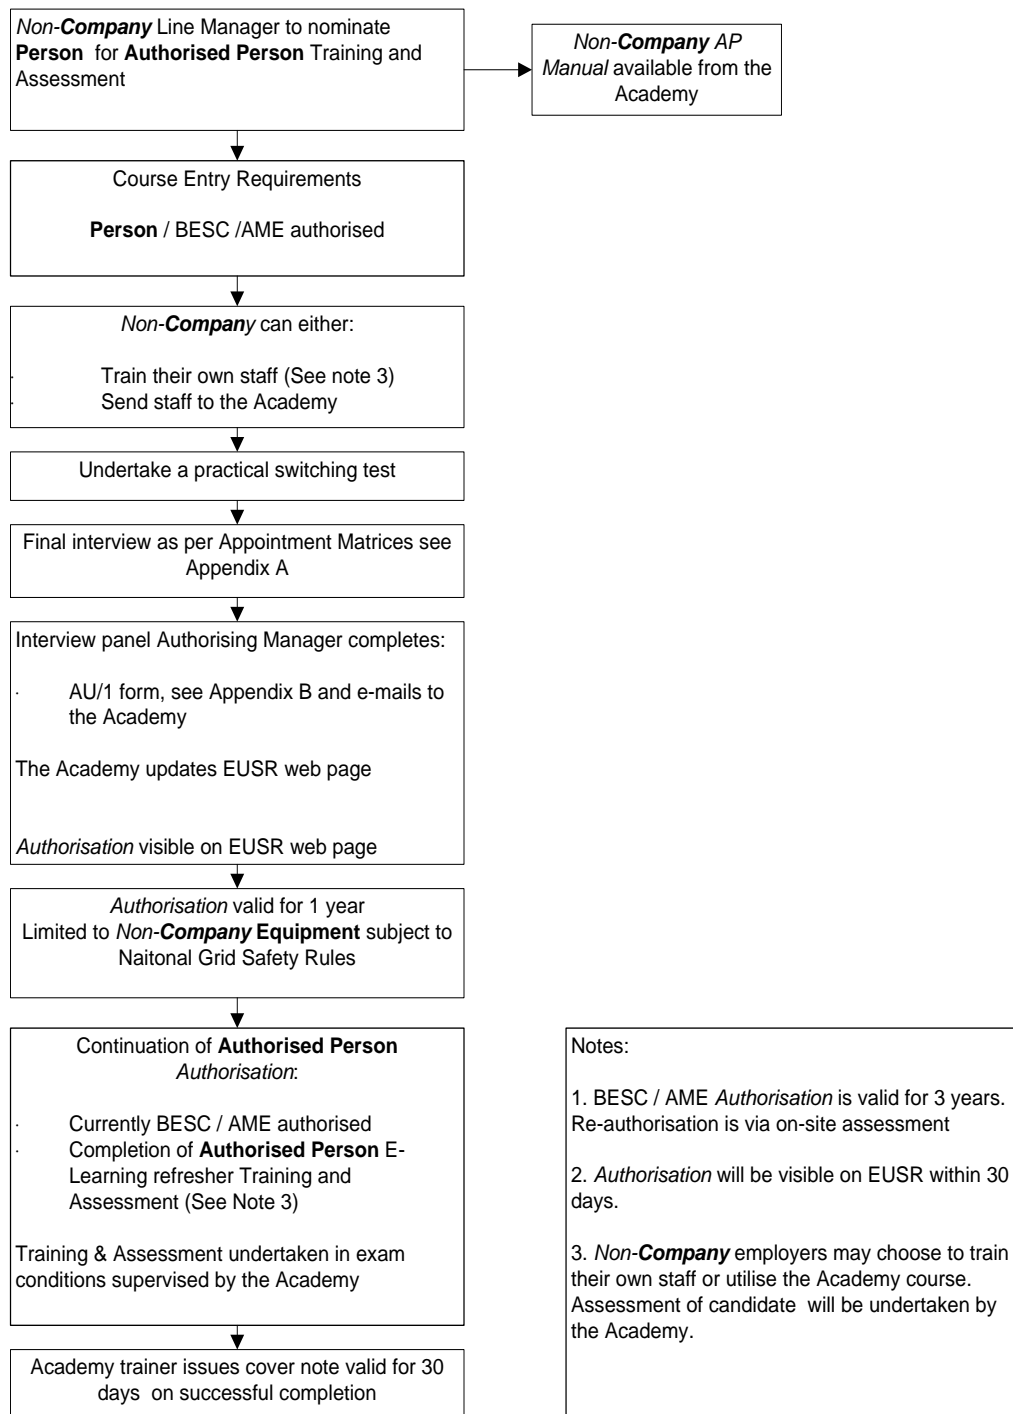 Non-Company Line Manager to nominate
Person for Authorised Person Training and
Assessment
Non-Company AP
Manual available from the
Academy
Course Entry Requirements
Person / BESC /AME authorised
Non-Company can either:
· Train their own staff (See note 3)
· Send staff to the Academy
Undertake a practical switching test
Final interview as per Appointment Matrices see
Appendix A
Interview panel Authorising Manager completes:
· AU/1 form, see Appendix B and e-mails to
the Academy
The Academy updates EUSR web page
Authorisation visible on EUSR web page
Authorisation valid for 1 year
Limited to Non-Company Equipment subject to
Naitonal Grid Safety Rules
Continuation of Authorised Person
Authorisation:
· Currently BESC / AME authorised
· Completion of Authorised Person E-
Learning refresher Training and
Assessment (See Note 3)
Training & Assessment undertaken in exam
conditions supervised by the Academy
Academy trainer issues cover note valid for 30
days on successful completion
Notes:
1. BESC / AME Authorisation is valid for 3 years.
Re-authorisation is via on-site assessment
2. Authorisation will be visible on EUSR within 30
days.
3. Non-Company employers may choose to train
their own staff or utilise the Academy course.
Assessment of candidate will be undertaken by
the Academy.